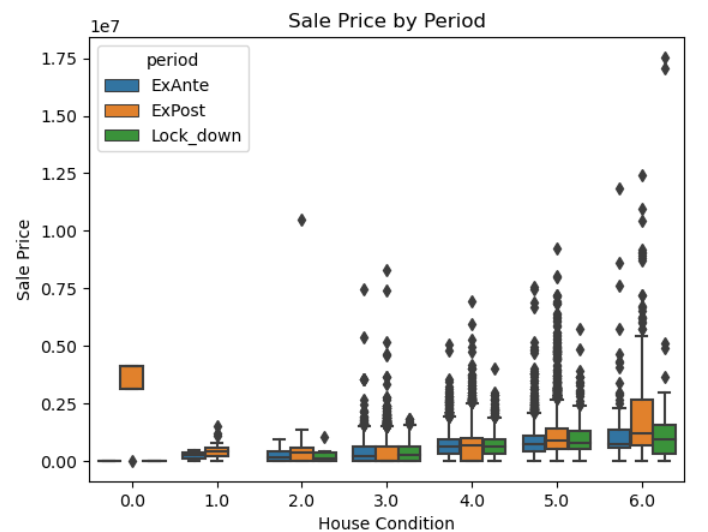 Sale Price by Period
1e7
1.75
1.50
1.25
1.00
0.75
0.50
0.25
0.00
Sale Price
period
ExAnte
ExPost
Lock_down
0.0 1.0 2.0 3.0 4.0 5.0 6.0
House Condition